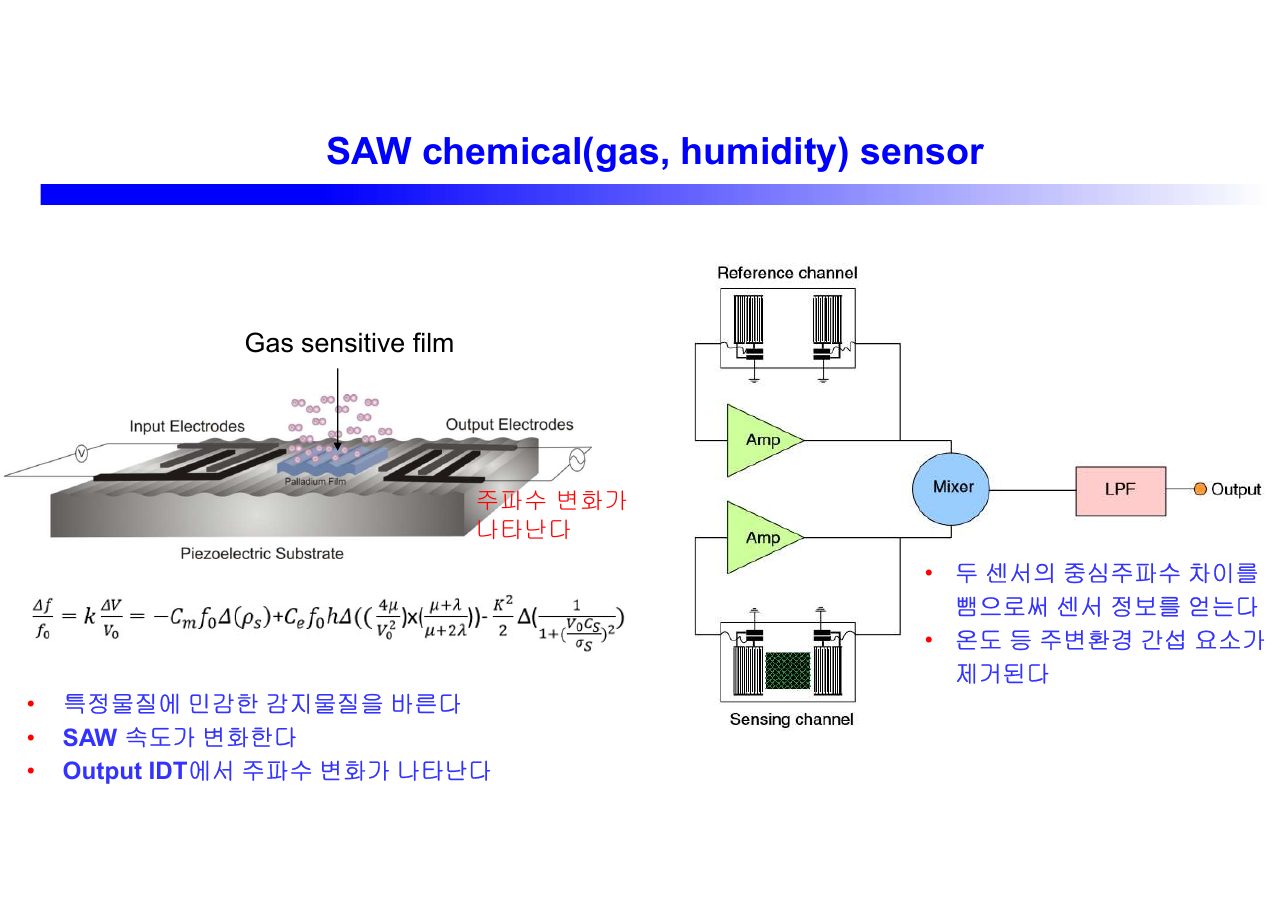 SAW chemical(gas, humidity) sensor
Gas sensitive film
Input Electrodes
Output Electrodes
V
Palladium Film
주파수 변화가
나타난다
Piezoelectric Substrate
Δf/f₀ = k ΔV/V₀ = −Cₘf₀Δ(ρₛ)+Cₑf₀hΔ((4μ/V₀²)x(μ+λ/μ+2λ))-K²/2 Δ(1/1+(V₀Cₛ/σₛ)²)
• 특정물질에 민감한 감지물질을 바른다
• SAW 속도가 변화한다
• Output IDT에서 주파수 변화가 나타난다
Reference channel
Amp
Mixer
LPF
Output
Amp
Sensing channel
• 두 센서의 중심주파수 차이를
뺌으로써 센서 정보를 얻는다
• 온도 등 주변환경 간섭 요소가
제거된다